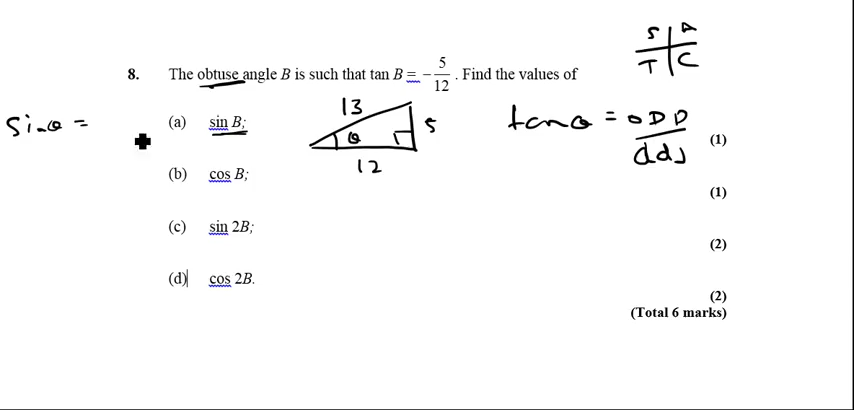 S | A
T | C
8. The obtuse angle B is such that tan B = -5/12. Find the values of
13
sinθ =
(a) sin B;
θ
5
tanθ = OPP/adj
(1)
12
(b) cos B;
(1)
(c) sin 2B;
(2)
(d) cos 2B.
(2)
(Total 6 marks)